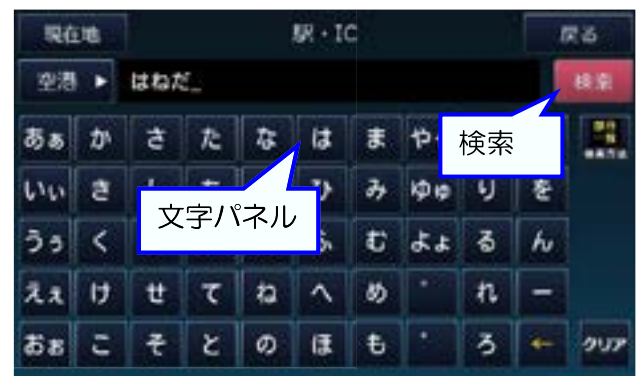 現在地 駅・IC 戻る
空港 ▶ はねだ_ 検索
検索
あぁ か さ た な は ま や
いぃ き み ゆゅ り を
文字パネル
うぅ く む よょ る ん
えぇ け せ て ね へ め ゛ れ ー
おぉ こ そ と の ほ も ゜ ろ ← クリア